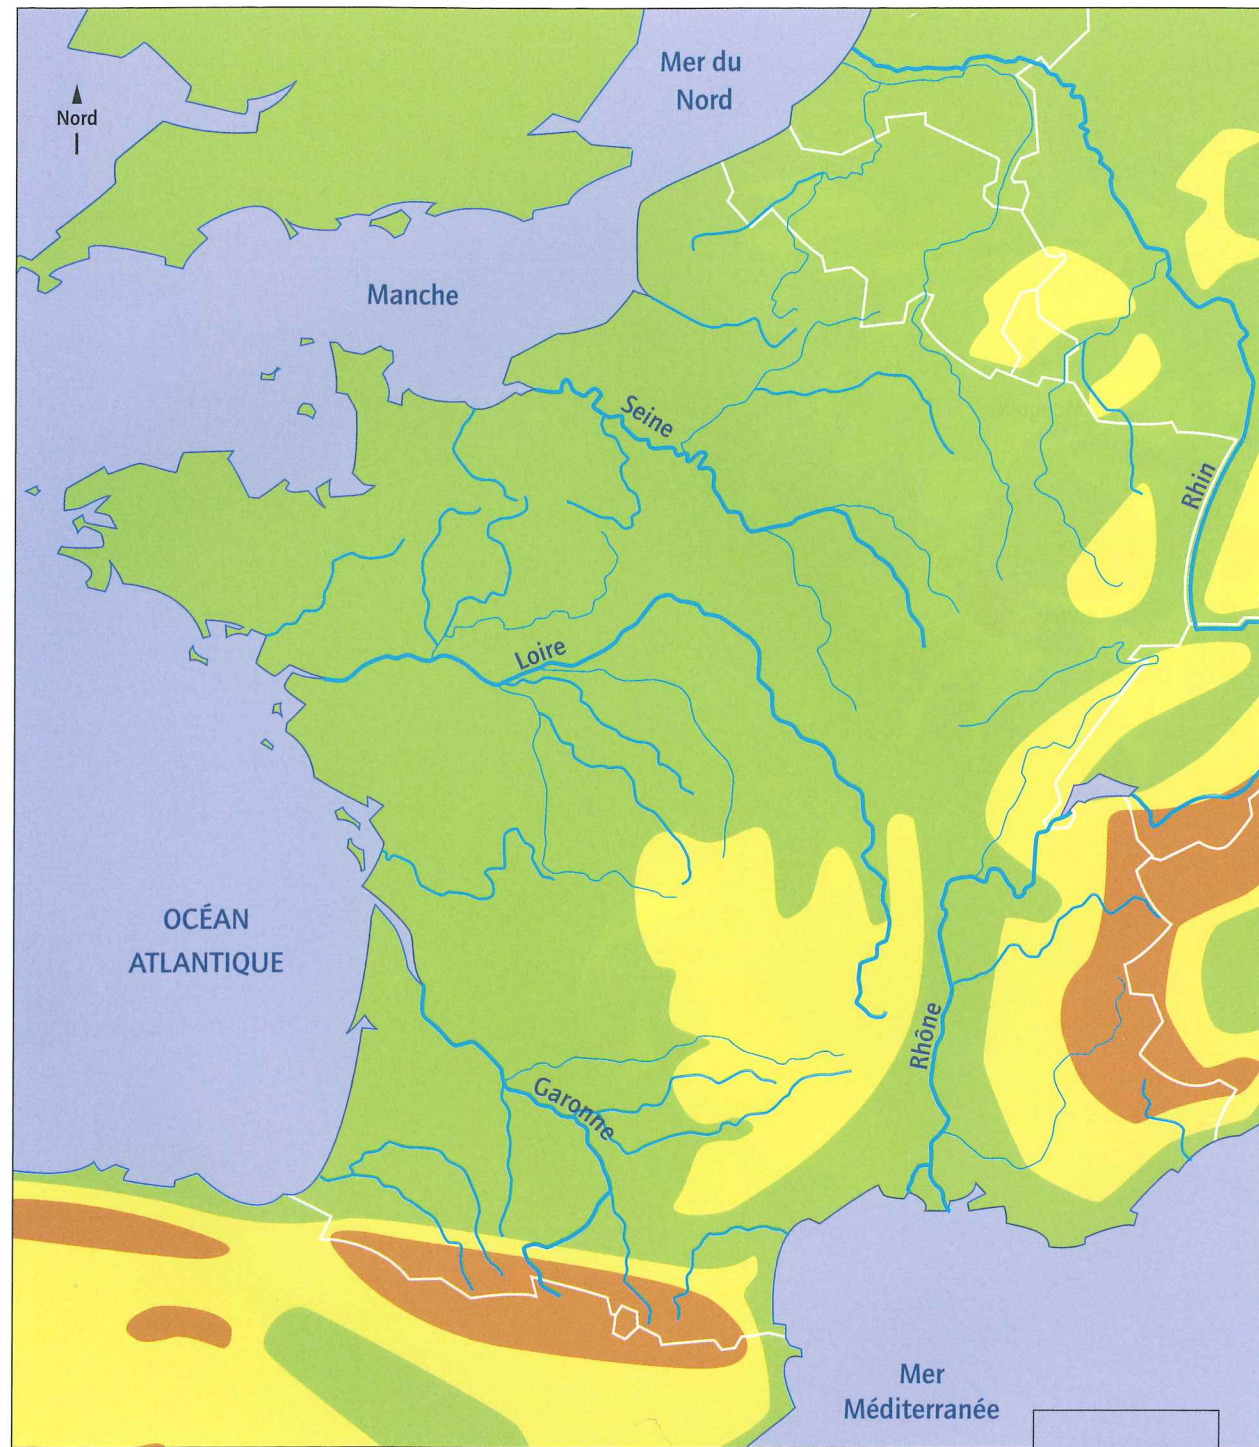 Mer du
Nord
Nord
Manche
Seine
Rhin
Loire
OCÉAN
ATLANTIQUE
Rhône
Garonne
Mer
Méditerranée